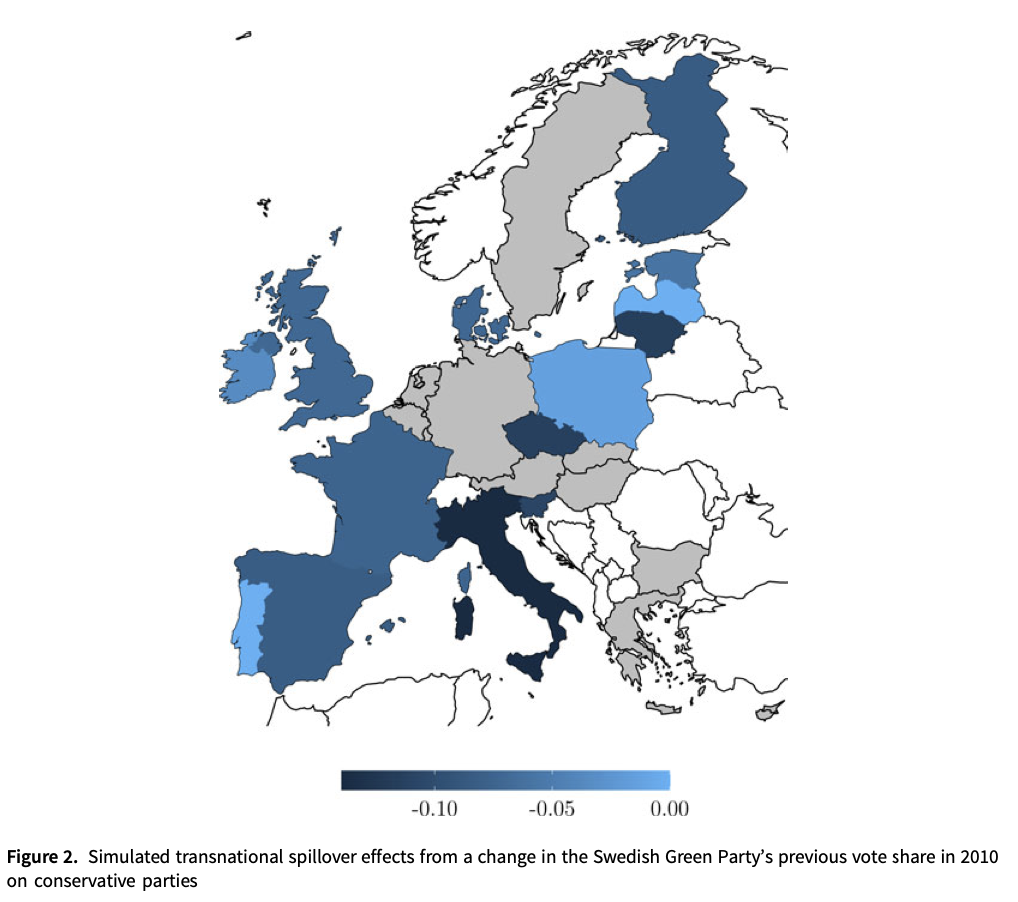 -0.10 -0.05 0.00
Figure 2. Simulated transnational spillover effects from a change in the Swedish Green Party’s previous vote share in 2010
on conservative parties